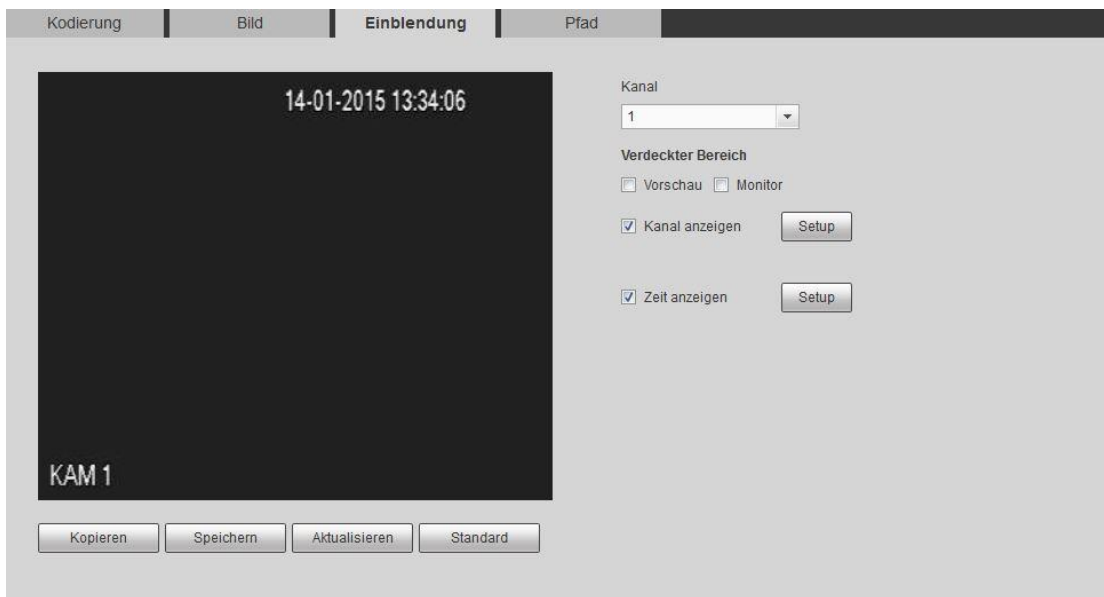 Kodierung Bild Einblendung Pfad
14-01-2015 13:34:06
KAM 1
Kanal
1
Verdeckter Bereich
Vorschau Monitor
Kanal anzeigen Setup
Zeit anzeigen Setup
Kopieren Speichern Aktualisieren Standard